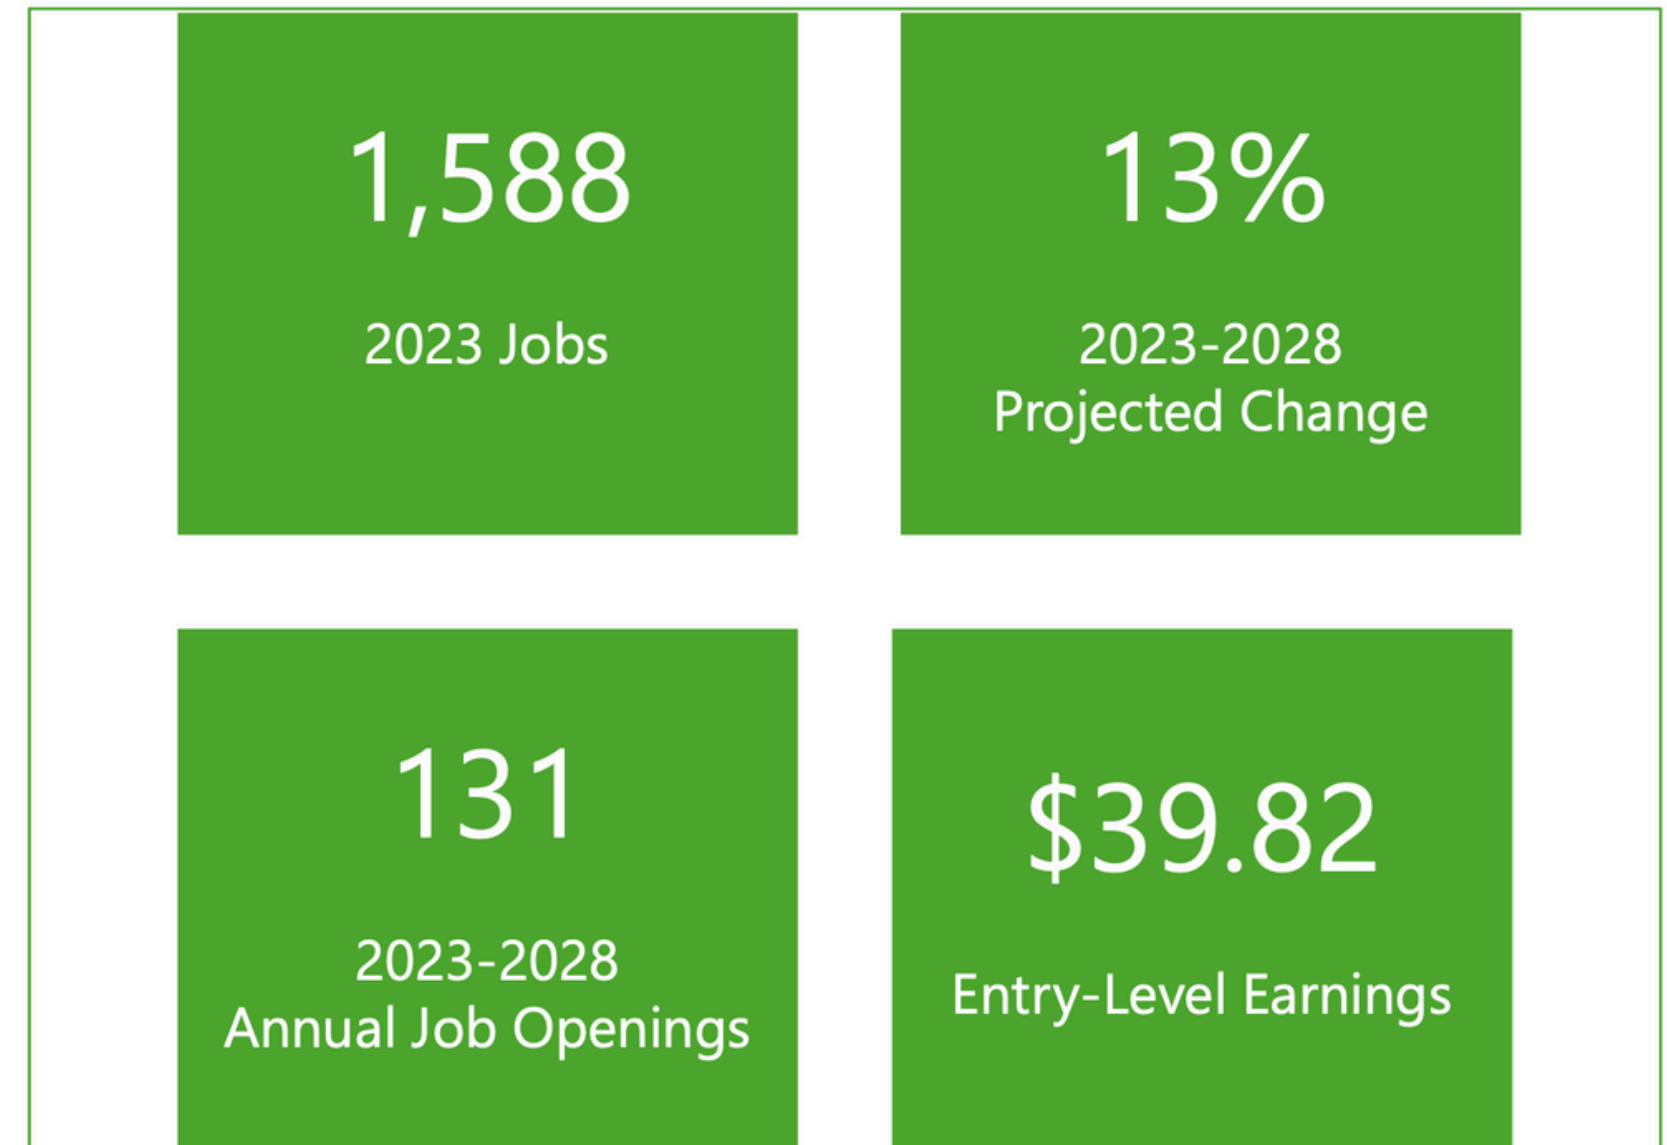 1,588
2023 Jobs
13%
2023-2028
Projected Change
131
2023-2028
Annual Job Openings
$39.82
Entry-Level Earnings